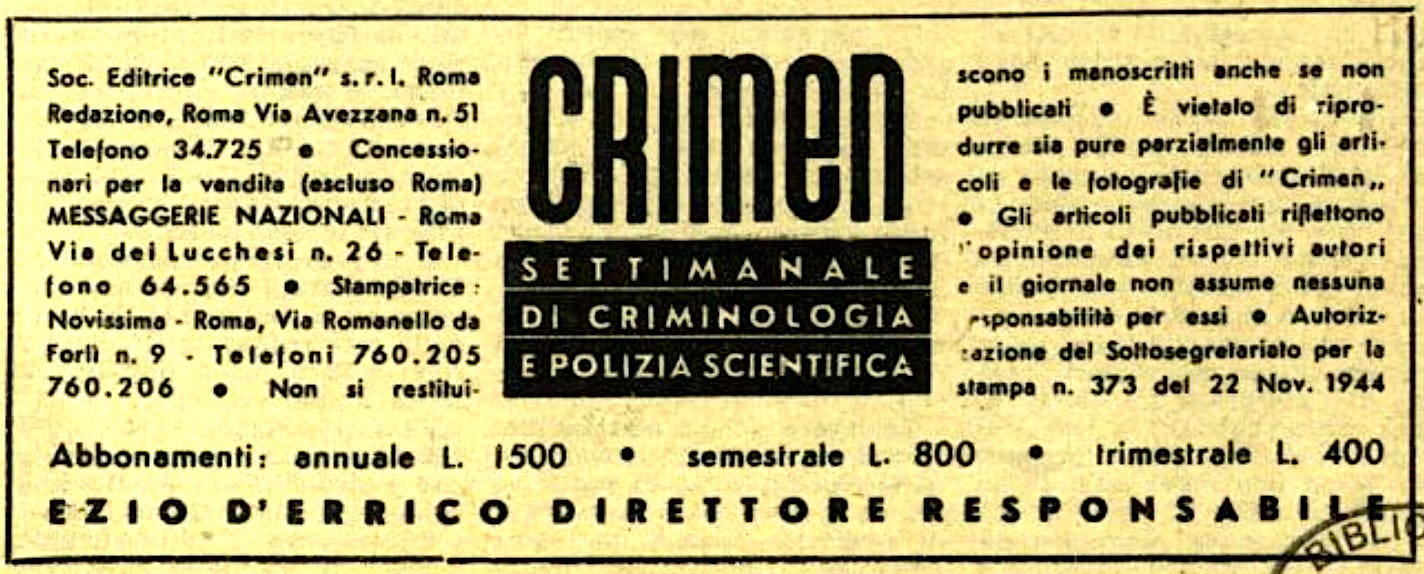 Soc. Editrice "Crimen" s. r. l. Roma
Redazione, Roma Via Avezzana n. 51
Telefono 34.725 • Concessio-
nari per la vendita (escluso Roma)
MESSAGGERIE NAZIONALI - Roma
Via dei Lucchesi n. 26 - Tele-
fono 64.565 • Stampatrice :
Novissima - Roma, Via Romanello da
Forlì n. 9 - Telefoni 760.205
760.206 • Non si restitui-
CRIMEN
SETTIMANALE
DI CRIMINOLOGIA
E POLIZIA SCIENTIFICA
scono i manoscritti anche se non
pubblicati • È vietato di ripro-
durre sia pure parzialmente gli arti-
coli e le fotografie di "Crimen„
• Gli articoli pubblicati riflettono
l'opinione dei rispettivi autori
e il giornale non assume nessuna
responsabilità per essi • Autoriz-
zazione del Sottosegretariato per la
stampa n. 373 del 22 Nov. 1944
Abbonamenti: annuale L. 1500 • semestrale L. 800 • trimestrale L. 400
EZIO D'ERRICO DIRETTORE RESPONSABILE
BIBLIO